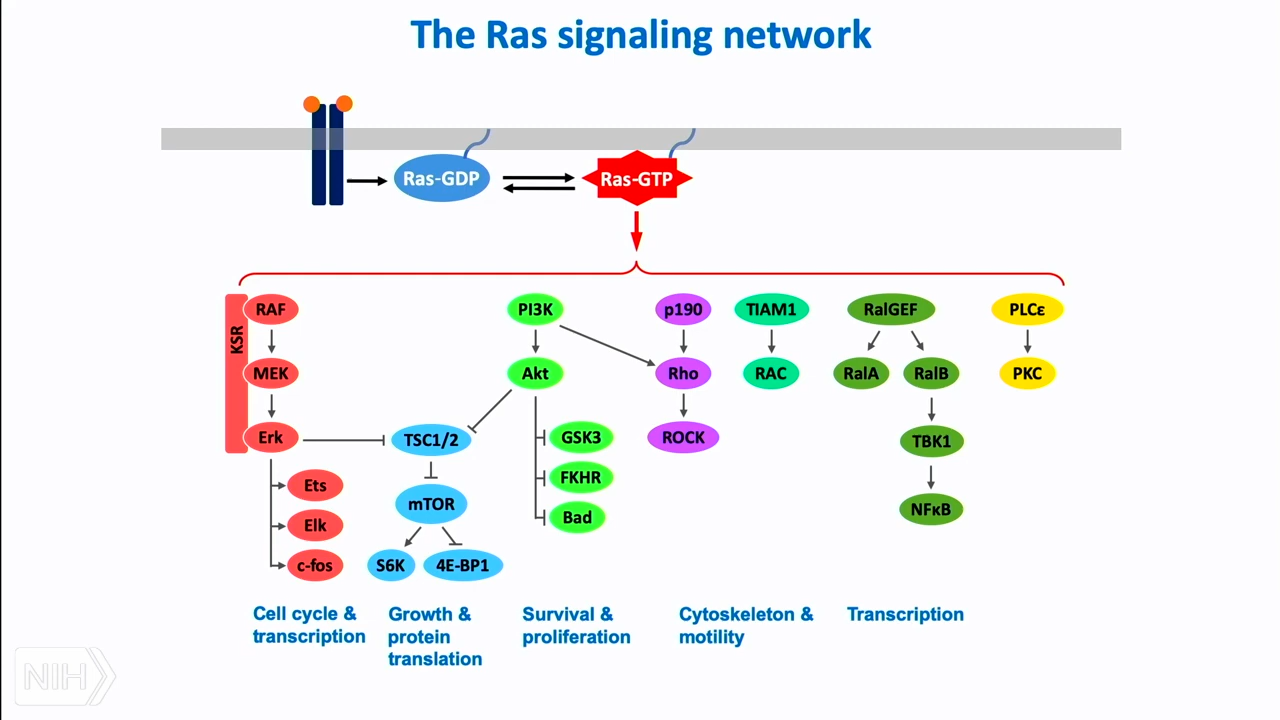 The Ras signaling network
Ras-GDP
Ras-GTP
KSR
RAF
PI3K
p190
TIAM1
RalGEF
PLCε
MEK
Akt
Rho
RAC
RalA
RalB
PKC
Erk
TSC1/2
GSK3
ROCK
TBK1
Ets
mTOR
FKHR
NFκB
Elk
Bad
c-fos
S6K
4E-BP1
Cell cycle &
transcription
Growth &
protein
translation
Survival &
proliferation
Cytoskeleton &
motility
Transcription
NIH